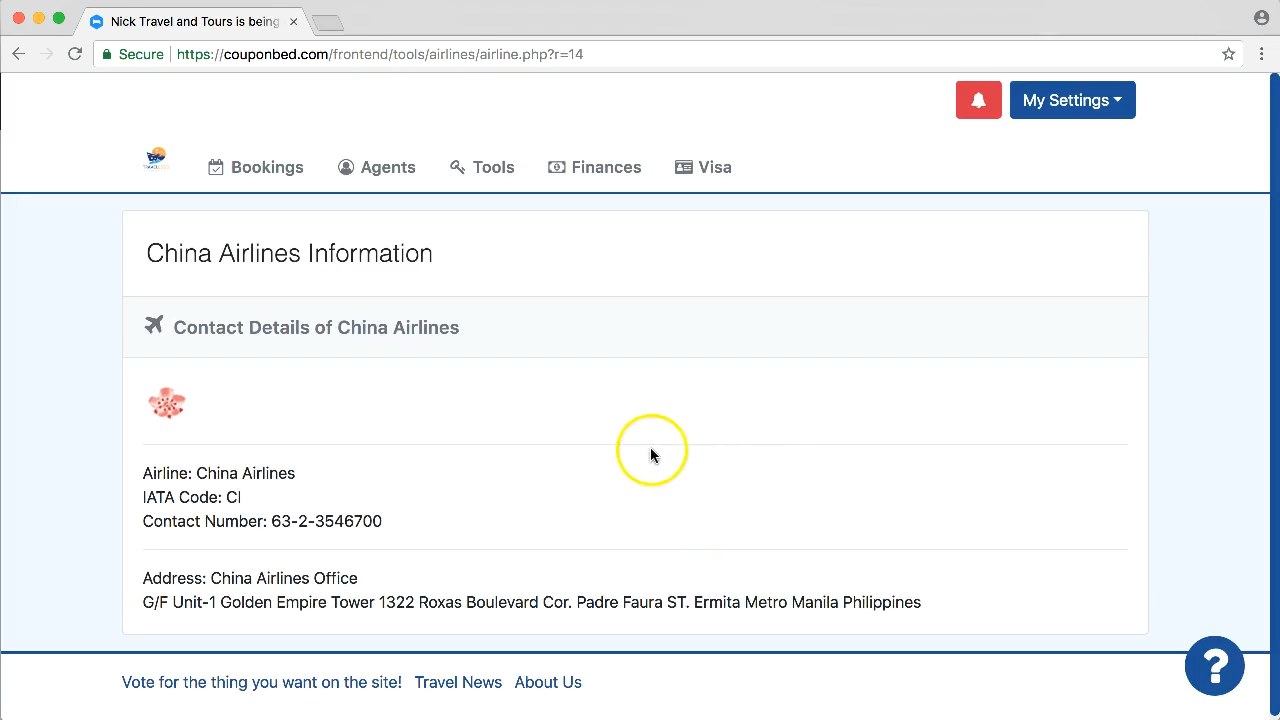 Nick Travel and Tours is being
Secure https://couponbed.com/frontend/tools/airlines/airline.php?r=14
My Settings
Bookings Agents Tools Finances Visa
China Airlines Information
Contact Details of China Airlines
Airline: China Airlines
IATA Code: CI
Contact Number: 63-2-3546700
Address: China Airlines Office
G/F Unit-1 Golden Empire Tower 1322 Roxas Boulevard Cor. Padre Faura ST. Ermita Metro Manila Philippines
?
Vote for the thing you want on the site! Travel News About Us